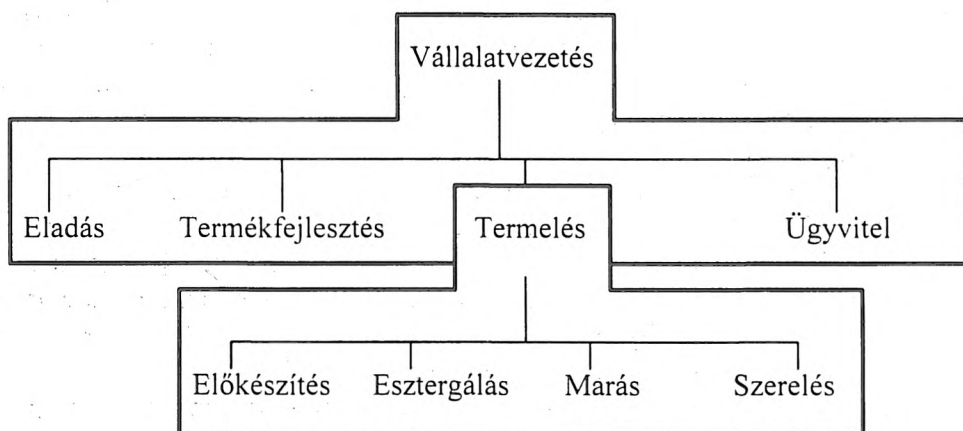 Vállalatvezetés
Eladás Termékfejlesztés Termelés Ügyvitel
Előkészítés Esztergálás Marás Szerelés